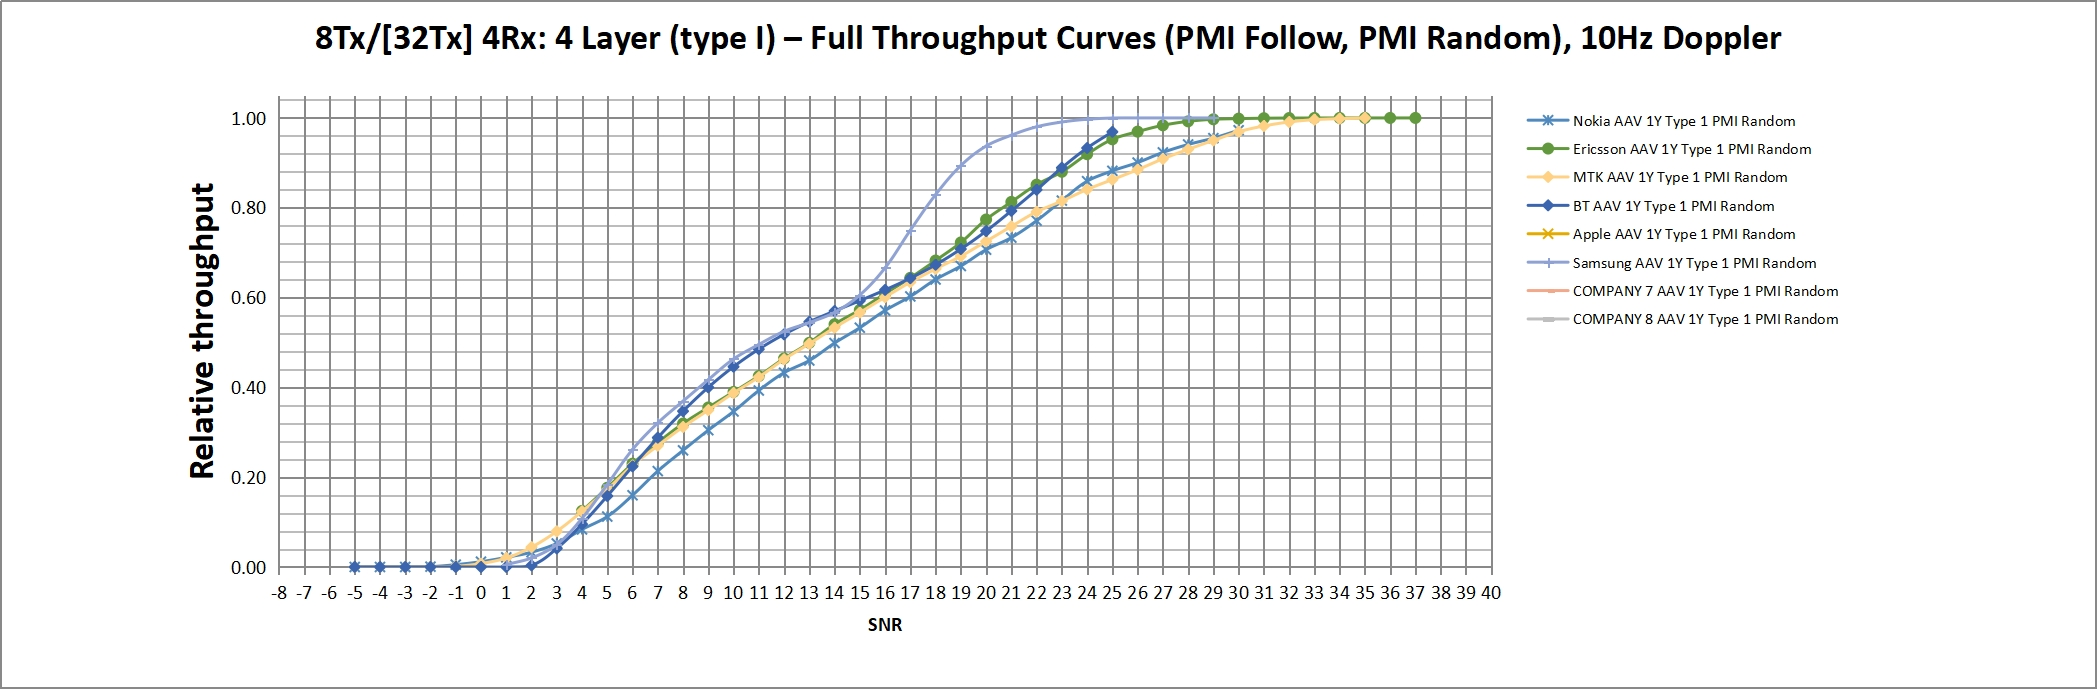 8Tx/[32Tx] 4Rx: 4 Layer (type I) – Full Throughput Curves (PMI Follow, PMI Random), 10Hz Doppler
Relative throughput
1.00
0.80
0.60
0.40
0.20
0.00
-8 -7 -6 -5 -4 -3 -2 -1 0 1 2 3 4 5 6 7 8 9 10 11 12 13 14 15 16 17 18 19 20 21 22 23 24 25 26 27 28 29 30 31 32 33 34 35 36 37 38 39 40
SNR
Nokia AAV 1Y Type 1 PMI Random
Ericsson AAV 1Y Type 1 PMI Random
MTK AAV 1Y Type 1 PMI Random
BT AAV 1Y Type 1 PMI Random
Apple AAV 1Y Type 1 PMI Random
Samsung AAV 1Y Type 1 PMI Random
COMPANY 7 AAV 1Y Type 1 PMI Random
COMPANY 8 AAV 1Y Type 1 PMI Random